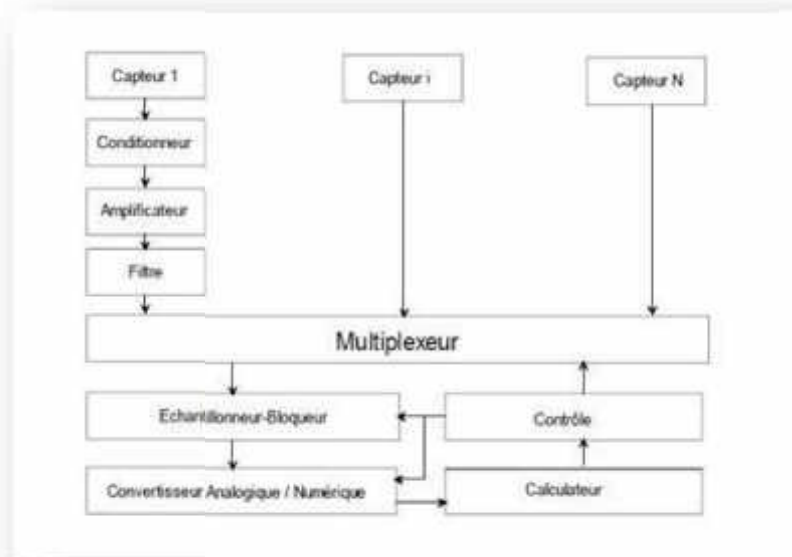 Capteur 1
Capteur i
Capteur N
Conditionneur
Amplificateur
Filtre
Multiplexeur
Echantillonneur-Bloqueur
Contrôle
Convertisseur Analogique / Numérique
Calculateur